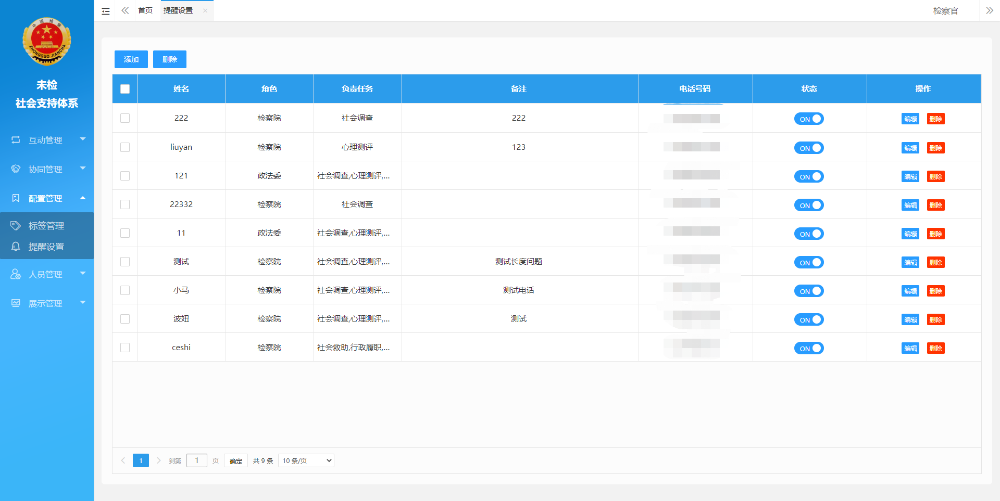 首页
提醒设置
检察官
中国检察
ZHONGGUO JIANCHA
未检
社会支持体系
互动管理
协同管理
配置管理
标签管理
提醒设置
人员管理
展示管理
添加 删除
姓名 角色 负责任务 备注 电话号码 状态 操作
222 检察院 社会调查 222 ON 编辑 删除
liuyan 检察院 心理测评 123 ON 编辑 删除
121 政法委 社会调查,心理测评,... ON 编辑 删除
22332 检察院 社会调查 ON 编辑 删除
11 政法委 社会调查,心理测评,... ON 编辑 删除
测试 检察院 社会调查,心理测评,... 测试长度问题 ON 编辑 删除
小马 检察院 社会调查,心理测评,... 测试电话 ON 编辑 删除
波妞 检察院 社会调查,心理测评,... 测试 ON 编辑 删除
ceshi 检察院 社会救助,行政履职,... ON 编辑 删除
1 到第 1 页 确定 共 9 条 10 条/页